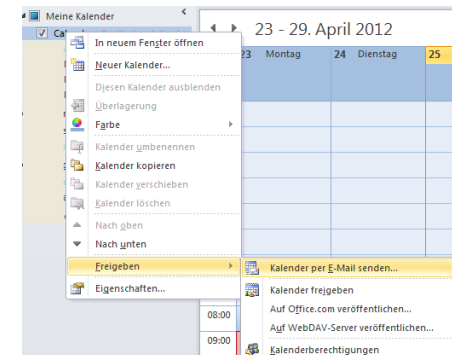 Meine Kalender
23 - 29. April 2012
In neuem Fenster öffnen
23 Montag 24 Dienstag 25
Neuer Kalender...
Diesen Kalender ausblenden
Überlagerung
Farbe
Kalender umbenennen
Kalender kopieren
Kalender verschieben
Kalender löschen
Nach oben
Nach unten
Freigeben
Kalender per E-Mail senden...
Eigenschaften...
Kalender freigeben
Auf Office.com veröffentlichen...
08:00
Auf WebDAV-Server veröffentlichen...
09:00
Kalenderberechtigungen